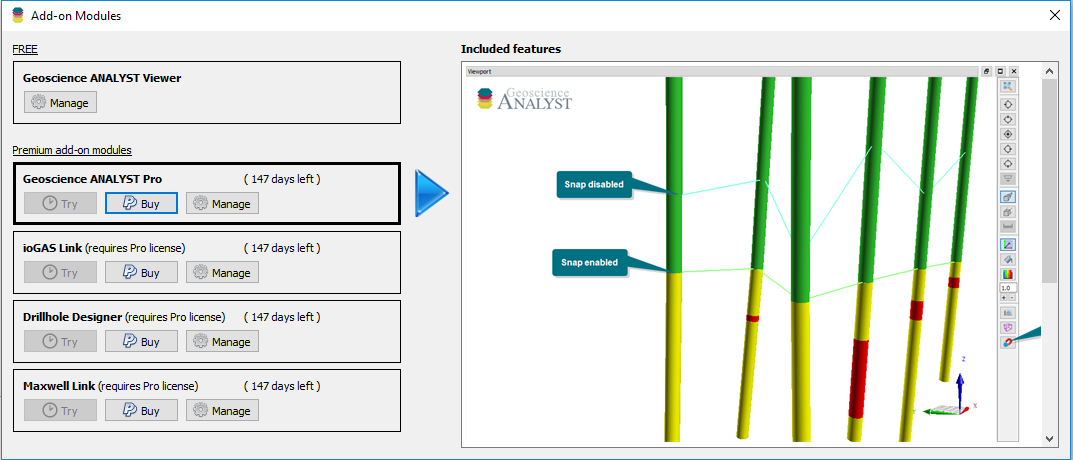 Add-on Modules
FREE
Geoscience ANALYST Viewer
Manage
Premium add-on modules
Geoscience ANALYST Pro ( 147 days left )
Try Buy Manage
ioGAS Link (requires Pro license) ( 147 days left )
Try Buy Manage
Drillhole Designer (requires Pro license) ( 147 days left )
Try Buy Manage
Maxwell Link (requires Pro license) ( 147 days left )
Try Buy Manage
Included features
Viewport
Geoscience
ANALYST
Snap disabled
Snap enabled
1.0
Z
X